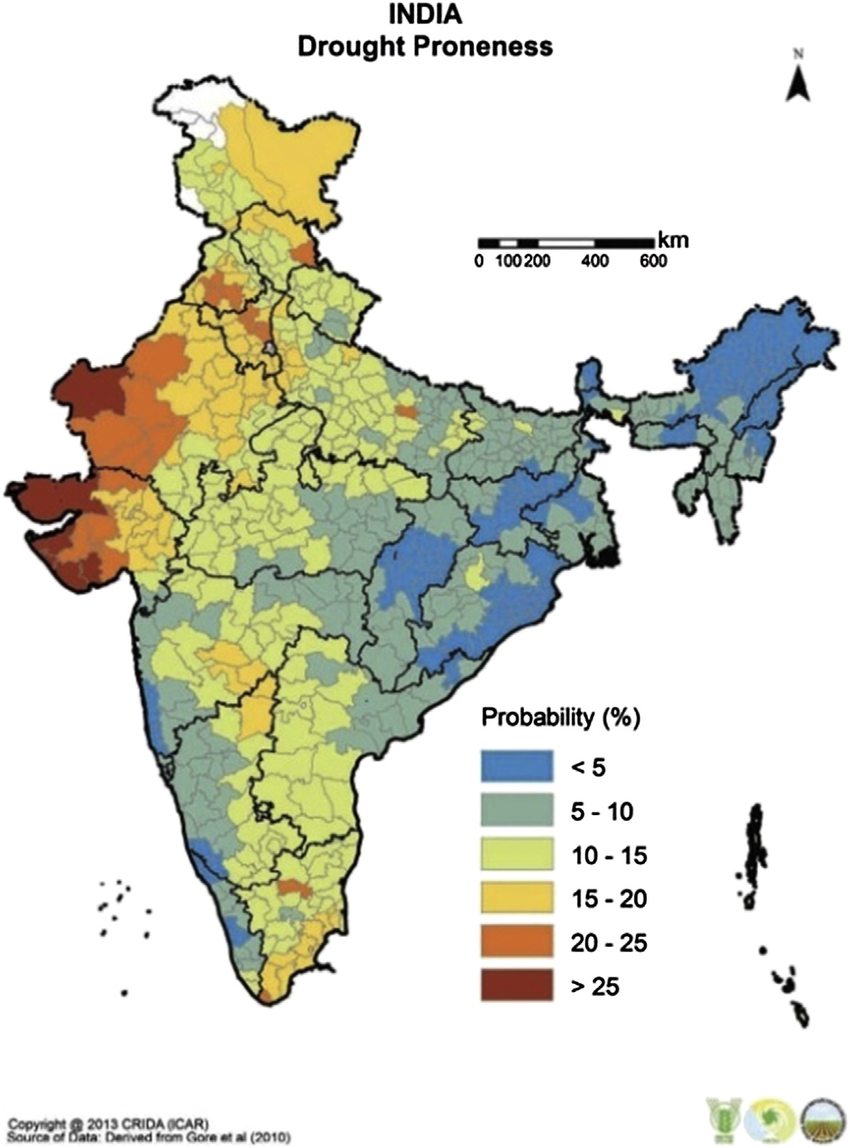 INDIA
Drought Proneness
N
km
0 100 200 400 600
Probability (%)
< 5
5 - 10
10 - 15
15 - 20
20 - 25
> 25
Copyright @ 2013 CRIDA (ICAR)
Source of Data: Derived from Gore et al (2010)